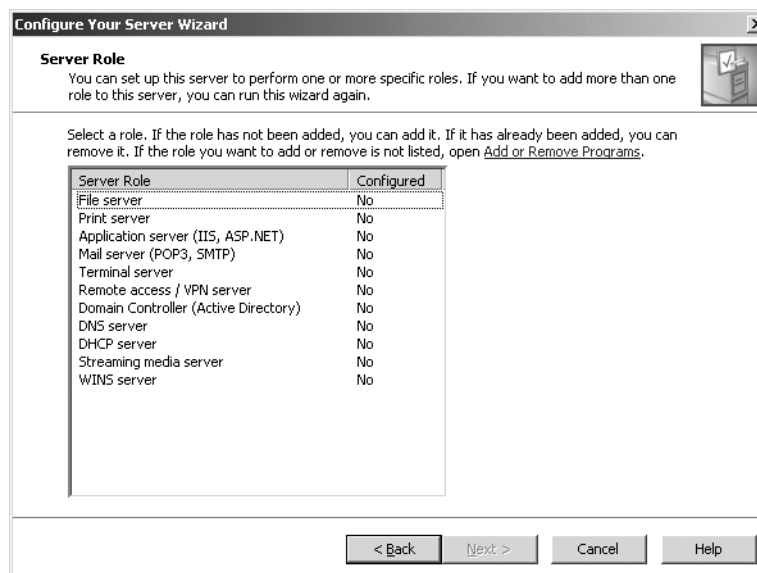 Configure Your Server Wizard
Server Role
You can set up this server to perform one or more specific roles. If you want to add more than one
role to this server, you can run this wizard again.
Select a role. If the role has not been added, you can add it. If it has already been added, you can
remove it. If the role you want to add or remove is not listed, open Add or Remove Programs.
Server Role Configured
File server No
Print server No
Application server (IIS, ASP.NET) No
Mail server (POP3, SMTP) No
Terminal server No
Remote access / VPN server No
Domain Controller (Active Directory) No
DNS server No
DHCP server No
Streaming media server No
WINS server No
< Back Next > Cancel Help